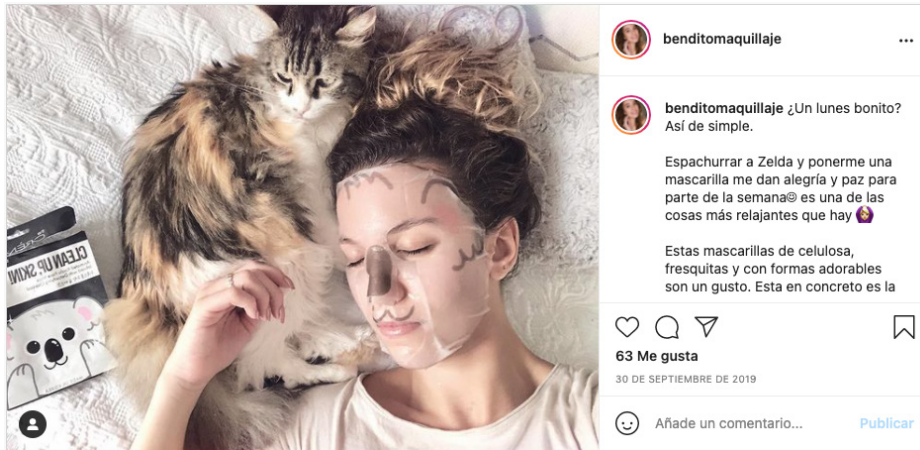 CLEAN UP SKIN!
benditomaquillaje
benditomaquillaje ¿Un lunes bonito?
Así de simple.
Espachurrar a Zelda y ponerme una
mascarilla me dan alegría y paz para
parte de la semana☺ es una de las
cosas más relajantes que hay 🙆🏻‍♀️
Estas mascarillas de celulosa,
fresquitas y con formas adorables
son un gusto. Esta en concreto es la
63 Me gusta
30 DE SEPTIEMBRE DE 2019
Añade un comentario...
Publicar